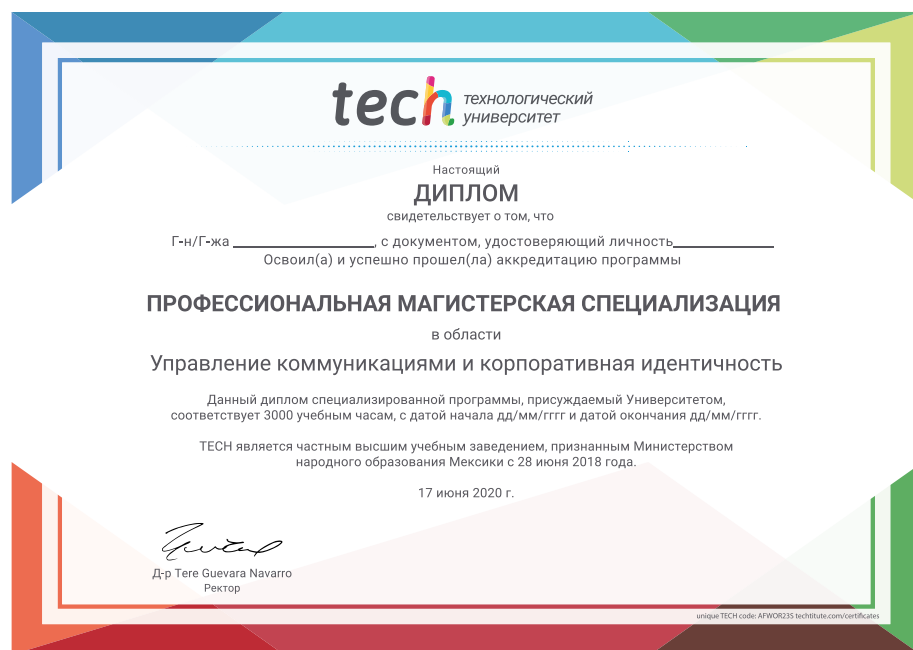 tech технологический
университет
Настоящий
ДИПЛОМ
свидетельствует о том, что
Г-н/Г-жа ________________, с документом, удостоверяющий личность____________
Освоил(а) и успешно прошел(ла) аккредитацию программы
ПРОФЕССИОНАЛЬНАЯ МАГИСТЕРСКАЯ СПЕЦИАЛИЗАЦИЯ
в области
Управление коммуникациями и корпоративная идентичность
Данный диплом специализированной программы, присуждаемый Университетом,
соответствует 3000 учебным часам, с датой начала дд/мм/гггг и датой окончания дд/мм/гггг.
TECH является частным высшим учебным заведением, признанным Министерством
народного образования Мексики с 28 июня 2018 года.
17 июня 2020 г.
Д-р Tere Guevara Navarro
Ректор
unique TECH code: AFWOR23S techtitute.com/certificates